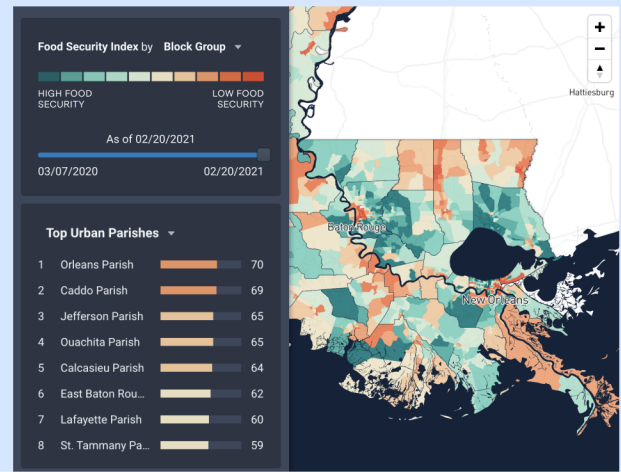 Food Security Index by Block Group
HIGH FOOD SECURITY
LOW FOOD SECURITY
As of 02/20/2021
03/07/2020
02/20/2021
Top Urban Parishes
1 Orleans Parish 70
2 Caddo Parish 69
3 Jefferson Parish 65
4 Ouachita Parish 65
5 Calcasieu Parish 64
6 East Baton Rou... 62
7 Lafayette Parish 60
8 St. Tammany Pa... 59
+
−
Hattiesburg
Baton Rouge
New Orleans